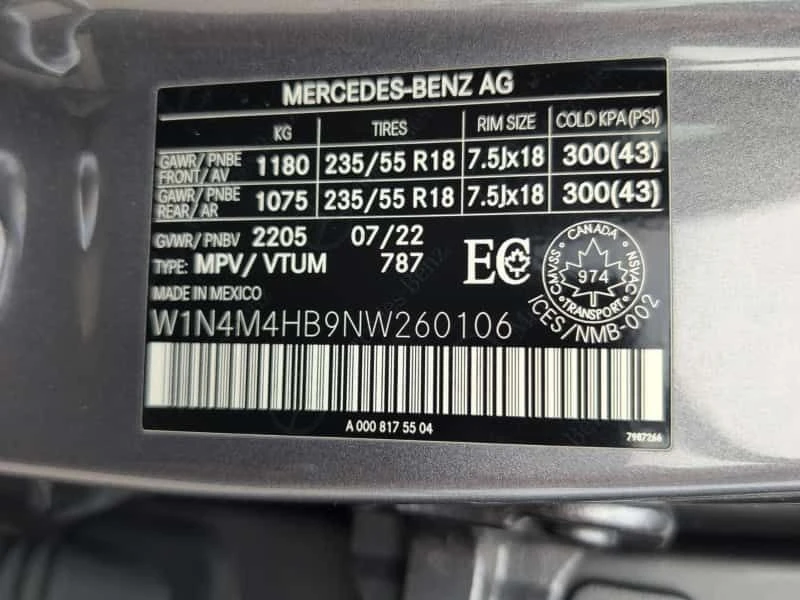 MERCEDES-BENZ AG
KG TIRES RIM SIZE COLD KPA(PSI)
GAWR/PNBE FRONT/AV 1180 235/55 R18 7.5Jx18 300(43)
GAWR/PNBE REAR/AR 1075 235/55 R18 7.5Jx18 300(43)
GVWR/PNBV 2205 07/22
TYPE: MPV/VTUM 787
EC
CANADA
CMVSS 974 NSVAC
TRANSPORT
ICES/NMB-002
MADE IN MEXICO
W1N4M4HB9NW260106
A 000 817 55 04
7987266